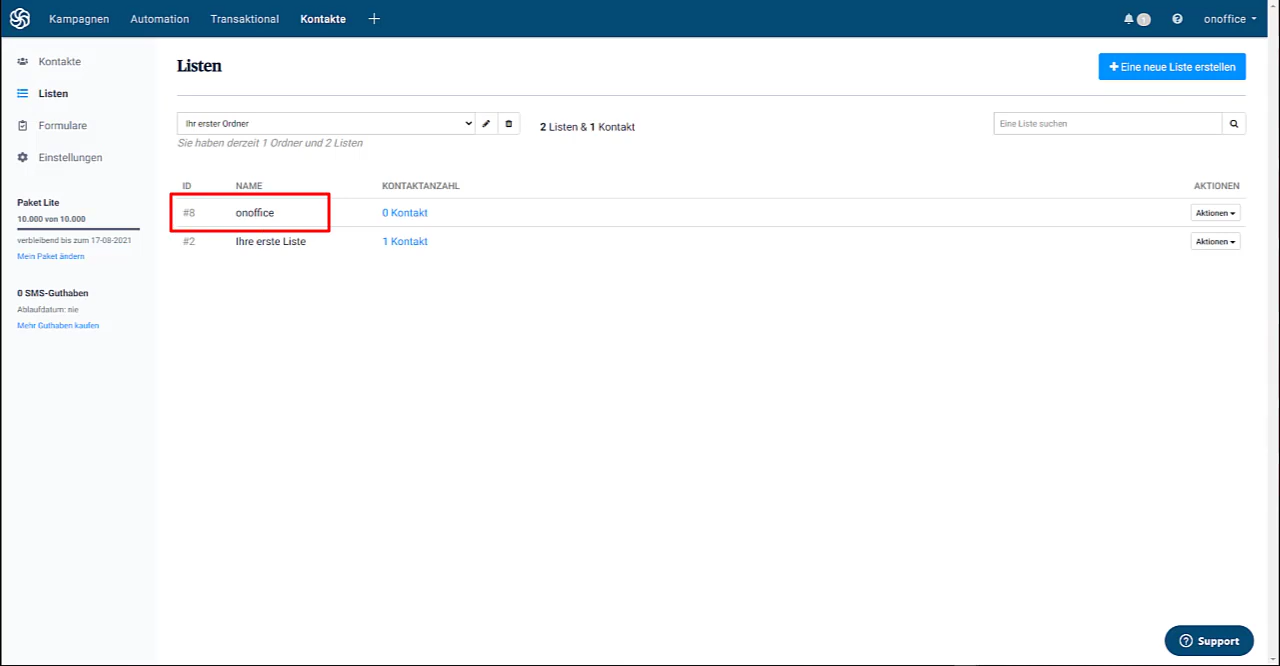 Kampagnen Automation Transaktional Kontakte +
1 onoffice
Kontakte
Listen
Formulare
Einstellungen
Paket Lite
10.000 von 10.000
verbleibend bis zum 17-08-2021
Mein Paket ändern
0 SMS-Guthaben
Ablaufdatum: nie
Mehr Guthaben kaufen
Listen
+ Eine neue Liste erstellen
Ihr erster Ordner
2 Listen & 1 Kontakt
Eine Liste suchen
Sie haben derzeit 1 Ordner und 2 Listen
ID NAME KONTAKTANZAHL AKTIONEN
#8 onoffice 0 Kontakt Aktionen
#2 Ihre erste Liste 1 Kontakt Aktionen
? Support